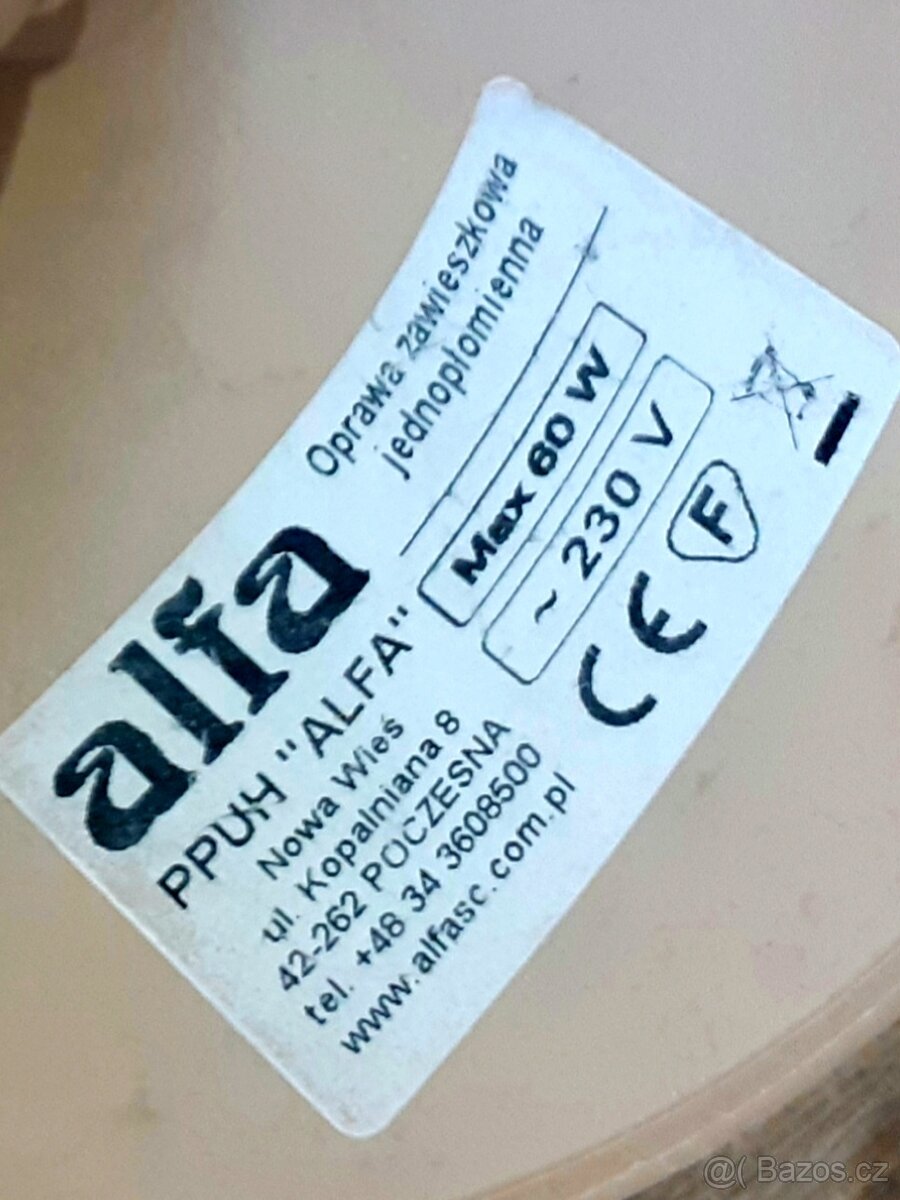 alfa
PPUH "ALFA"
Nowa Wieś
ul. Kopalniana 8
42-262 POCZESNA
tel. +48 34 3608500
www.alfasc.com.pl
Oprawa zawieszkowa
jednopłomienna
Max 60 W
~ 230 V
CE F
@( Bazos.cz